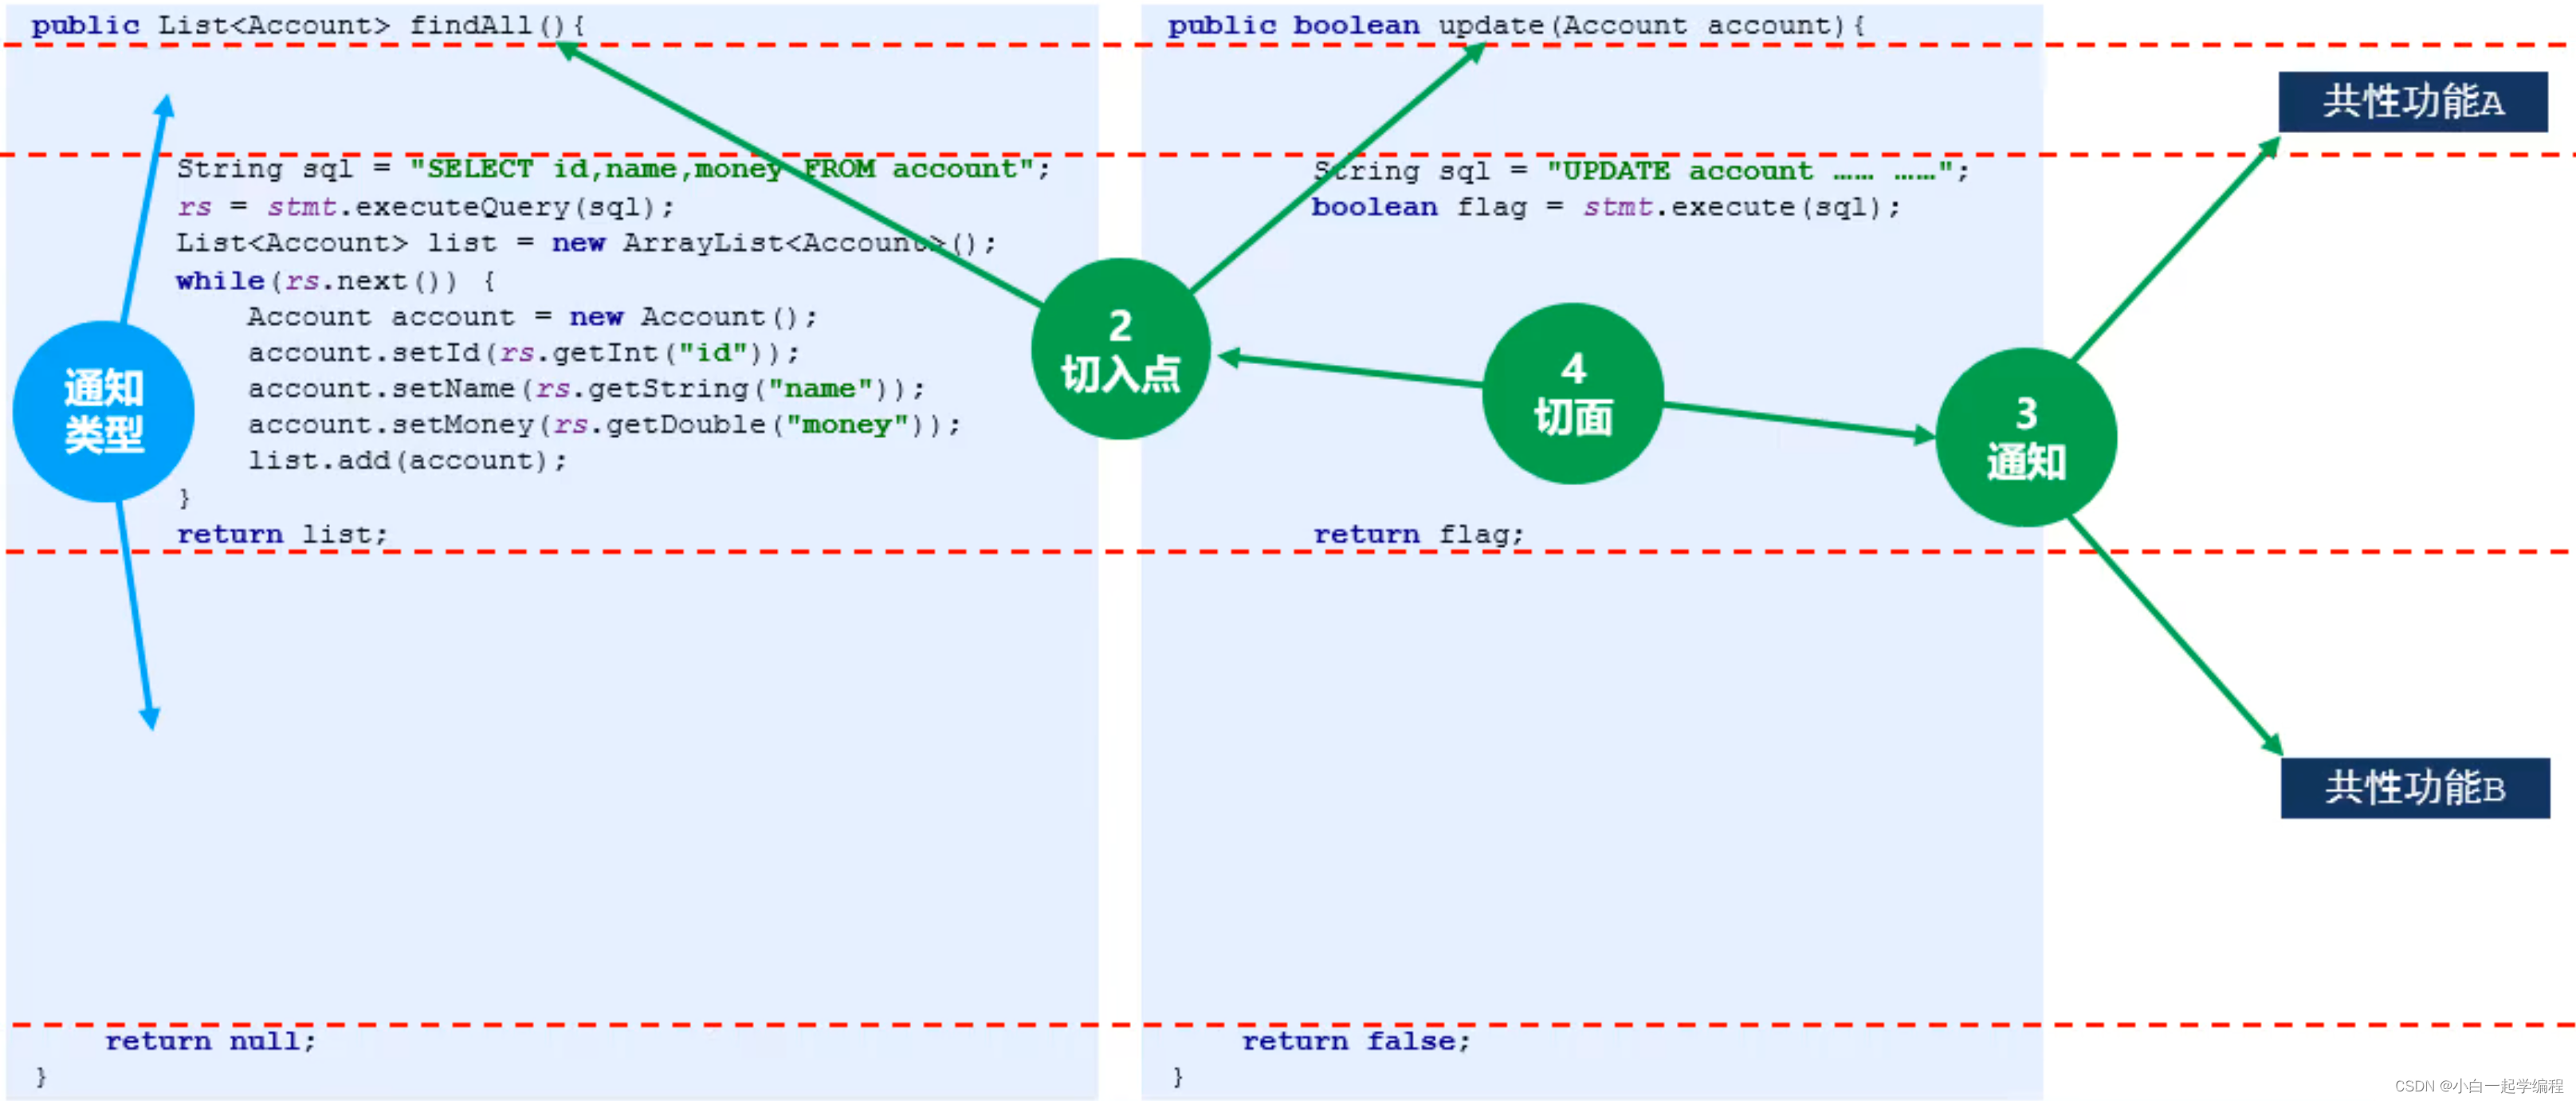 public List<Account> findAll(){
String sql = "SELECT id,name,money FROM account";
rs = stmt.executeQuery(sql);
List<Account> list = new ArrayList<Account>();
while(rs.next()) {
Account account = new Account();
account.setId(rs.getInt("id"));
account.setName(rs.getString("name"));
account.setMoney(rs.getDouble("money"));
list.add(account);
}
return list;
return null;
}
通知
类型
2
切入点
public boolean update(Account account){
String sql = "UPDATE account …… ……";
boolean flag = stmt.execute(sql);
return flag;
return false;
}
4
切面
3
通知
共性功能A
共性功能B
CSDN @小白一起学编程